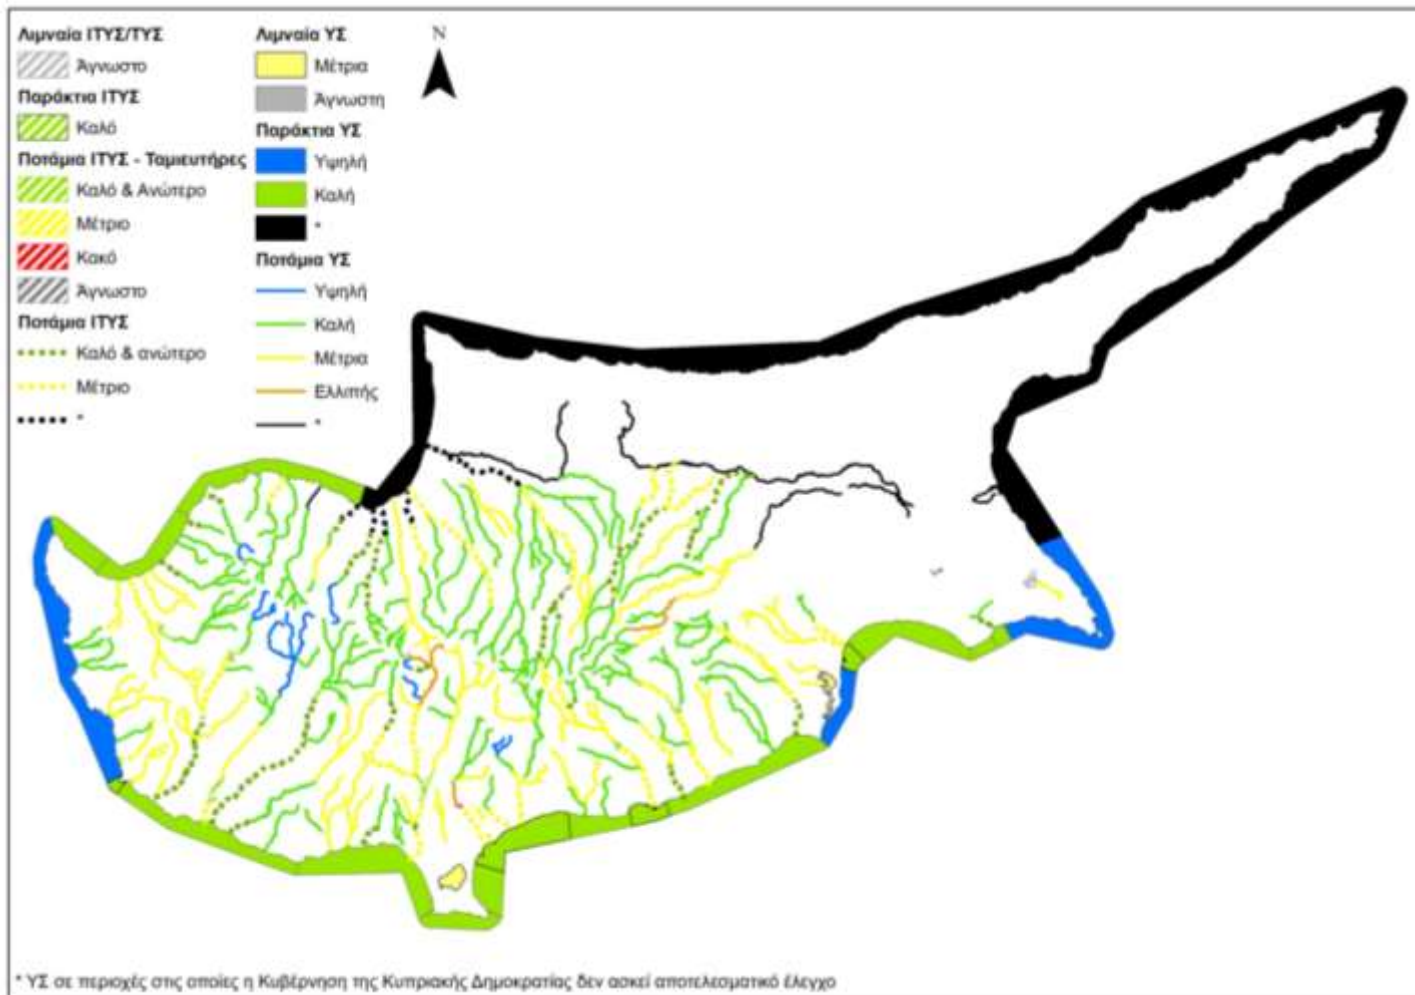 Λιμναία ΙΤΥΣ/ΤΥΣ
Άγνωστο
Παράκτια ΙΤΥΣ
Καλό
Ποτάμια ΙΤΥΣ - Ταμιευτήρες
Καλό & Ανώτερο
Μέτριο
Κακό
Άγνωστο
Ποτάμια ΙΤΥΣ
Καλό & ανώτερο
Μέτριο
*
Λιμναία ΥΣ
Μέτρια
Άγνωστη
Παράκτια ΥΣ
Υψηλή
Καλή
*
Ποτάμια ΥΣ
Υψηλή
Καλή
Μέτρια
Ελλιπής
*
N
* ΥΣ σε περιοχές στις οποίες η Κυβέρνηση της Κυπριακής Δημοκρατίας δεν ασκεί αποτελεσματικό έλεγχο